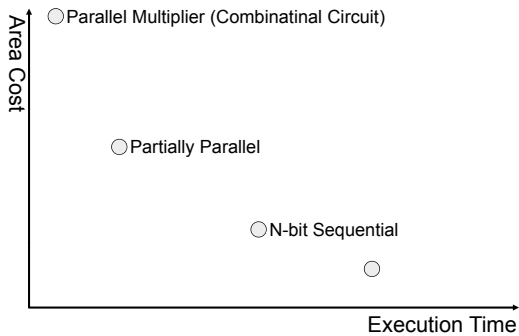 Parallel Multiplier (Combinatinal Circuit)
Area Cost
Partially Parallel
N-bit Sequential
Execution Time